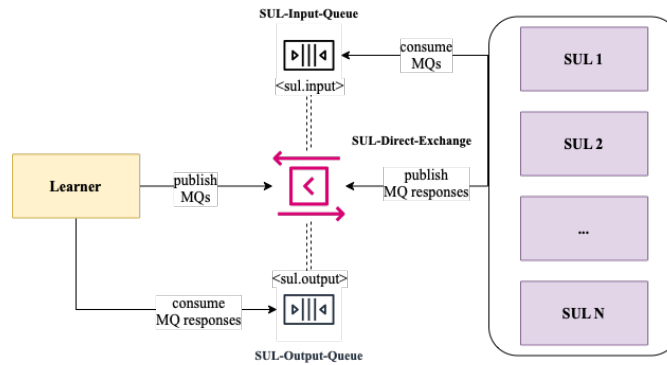 SUL-Input-Queue
<sul.input>
consume
MQs
SUL 1
SUL 2
...
SUL N
SUL-Direct-Exchange
Learner
publish
MQs
publish
MQ responses
<sul.output>
consume
MQ responses
SUL-Output-Queue